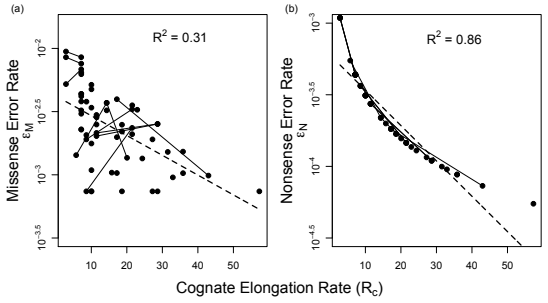 (a)
R² = 0.31
Missense Error Rate
ε_M
10^-2
10^-2.5
10^-3
10^-3.5
10 20 30 40 50
(b)
R² = 0.86
Nonsense Error Rate
ε_N
10^-3
10^-3.5
10^-4
10^-4.5
10 20 30 40 50
Cognate Elongation Rate (R_c)